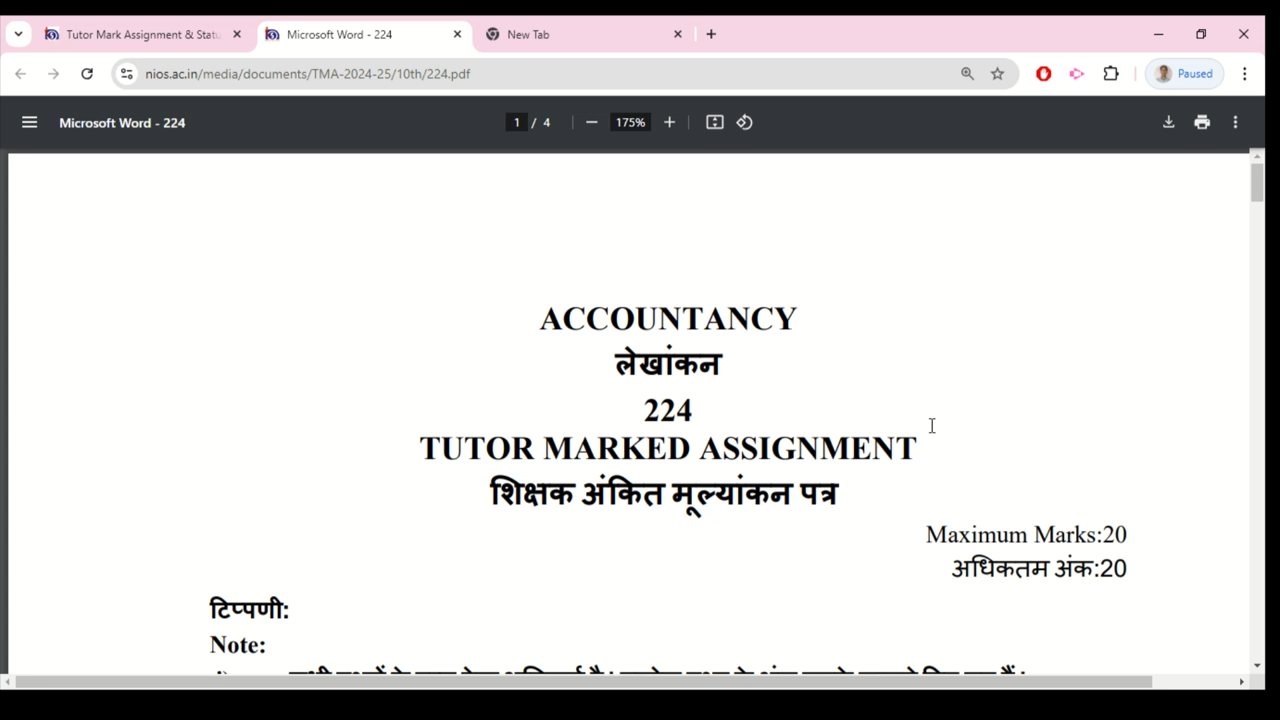 Tutor Mark Assignment & Statu
Microsoft Word - 224
New Tab
nios.ac.in/media/documents/TMA-2024-25/10th/224.pdf
Paused
Microsoft Word - 224
1 / 4
175%
ACCOUNTANCY
लेखांकन
224
TUTOR MARKED ASSIGNMENT
शिक्षक अंकित मूल्यांकन पत्र
Maximum Marks:20
अधिकतम अंक:20
टिप्पणी:
Note: